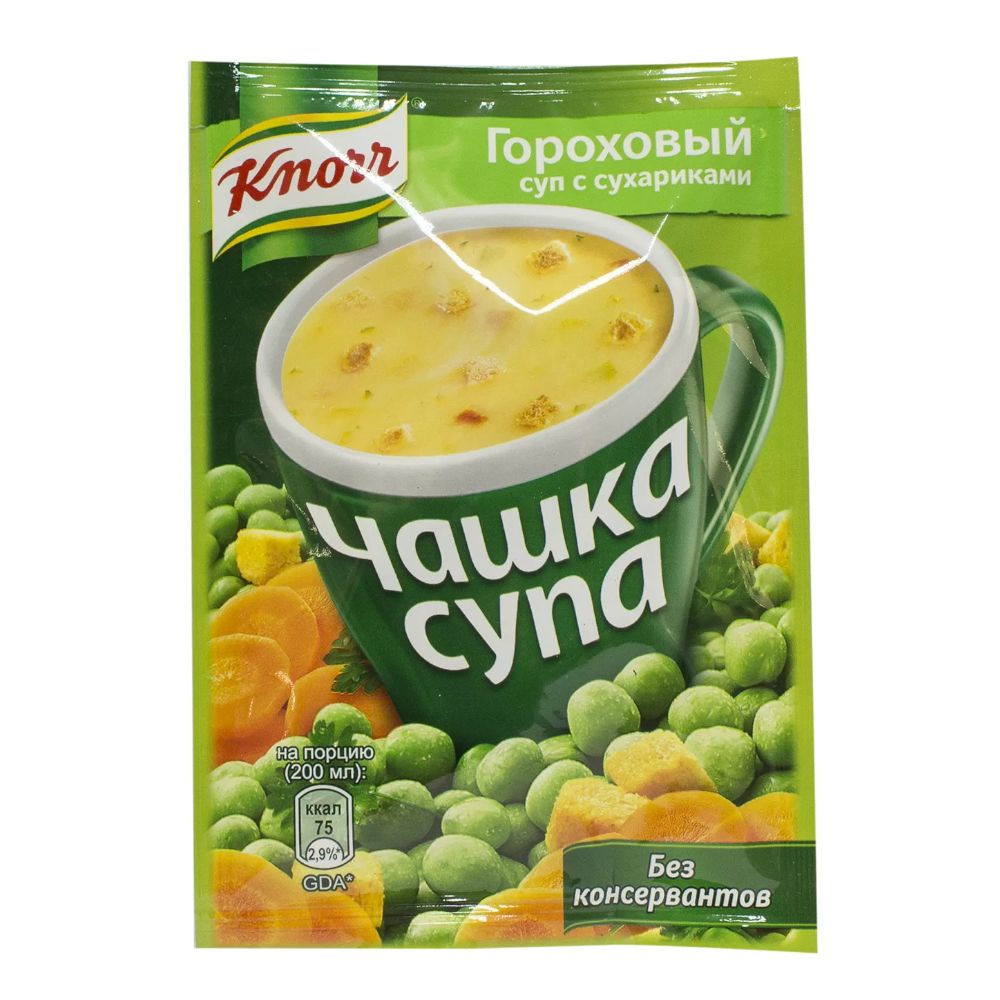 Knorr
®
Гороховый
суп с сухариками
Чашка
супа
на порцию
(200 мл):
ккал
75
2,9%*
GDA*
Без
консервантов